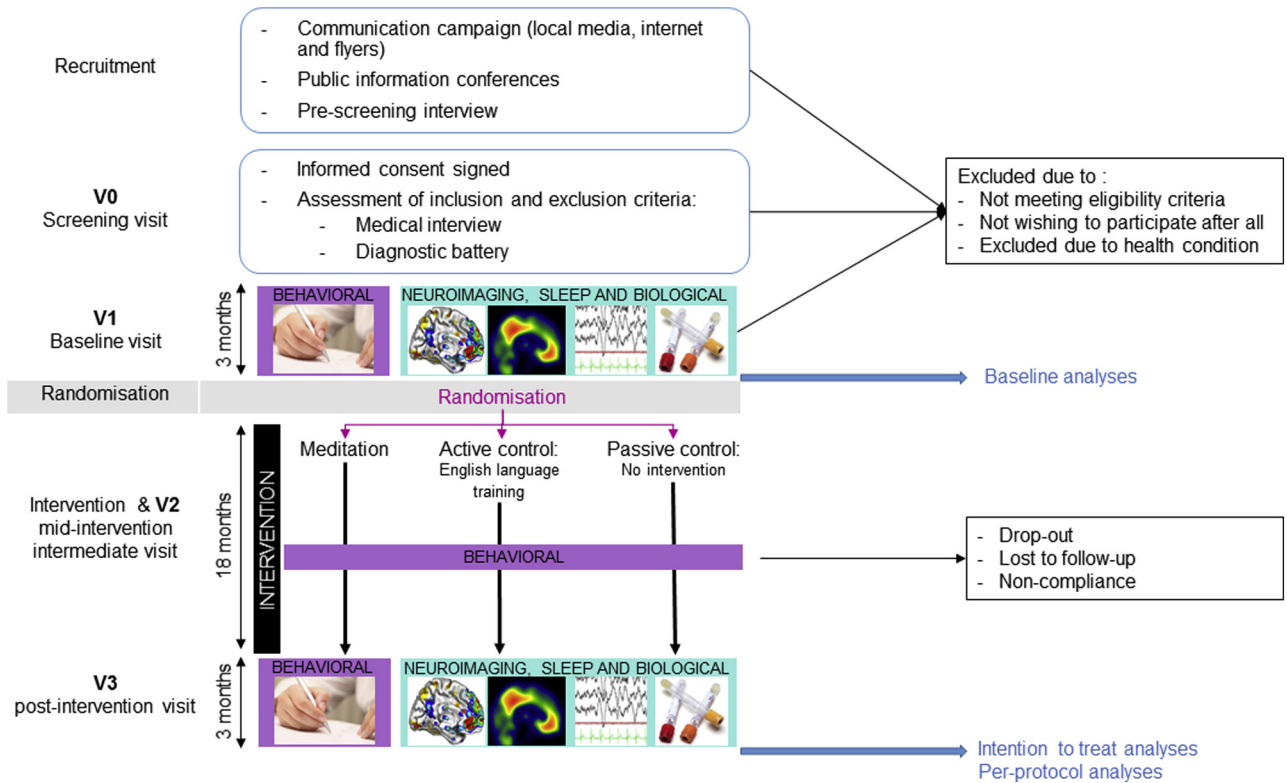 Recruitment
- Communication campaign (local media, internet
and flyers)
- Public information conferences
- Pre-screening interview
V0
Screening visit
- Informed consent signed
- Assessment of inclusion and exclusion criteria:
- Medical interview
- Diagnostic battery
Excluded due to :
- Not meeting eligibility criteria
- Not wishing to participate after all
- Excluded due to health condition
V1
Baseline visit
3 months
BEHAVIORAL
NEUROIMAGING, SLEEP AND BIOLOGICAL
Baseline analyses
Randomisation
Randomisation
Intervention & V2
mid-intervention
intermediate visit
18 months
INTERVENTION
Meditation
Active control:
English language
training
Passive control:
No intervention
BEHAVIORAL
- Drop-out
- Lost to follow-up
- Non-compliance
V3
post-intervention visit
3 months
BEHAVIORAL
NEUROIMAGING, SLEEP AND BIOLOGICAL
Intention to treat analyses
Per-protocol analyses